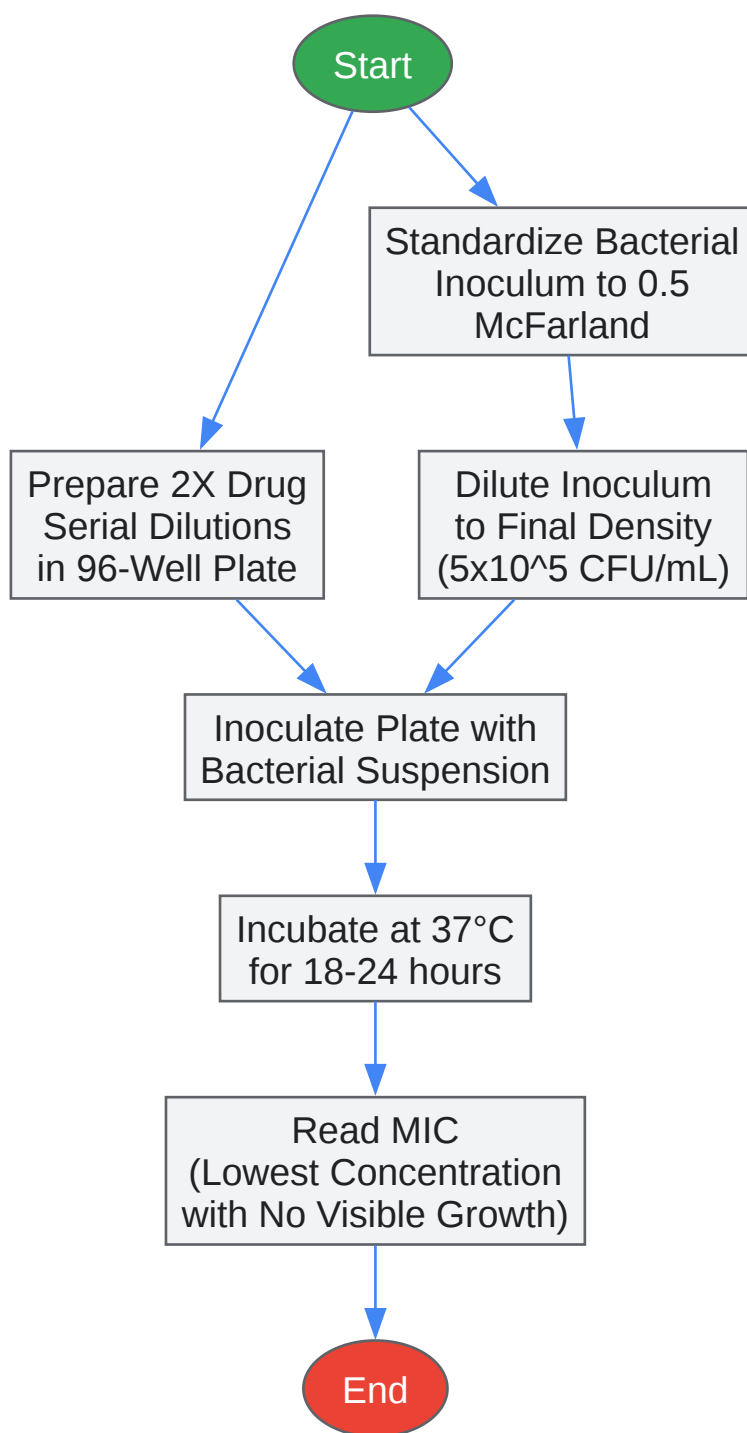 Start
Standardize Bacterial
Inoculum to 0.5
McFarland
Prepare 2X Drug
Serial Dilutions
in 96-Well Plate
Dilute Inoculum
to Final Density
(5x10^5 CFU/mL)
Inoculate Plate with
Bacterial Suspension
Incubate at 37°C
for 18-24 hours
Read MIC
(Lowest Concentration
with No Visible Growth)
End